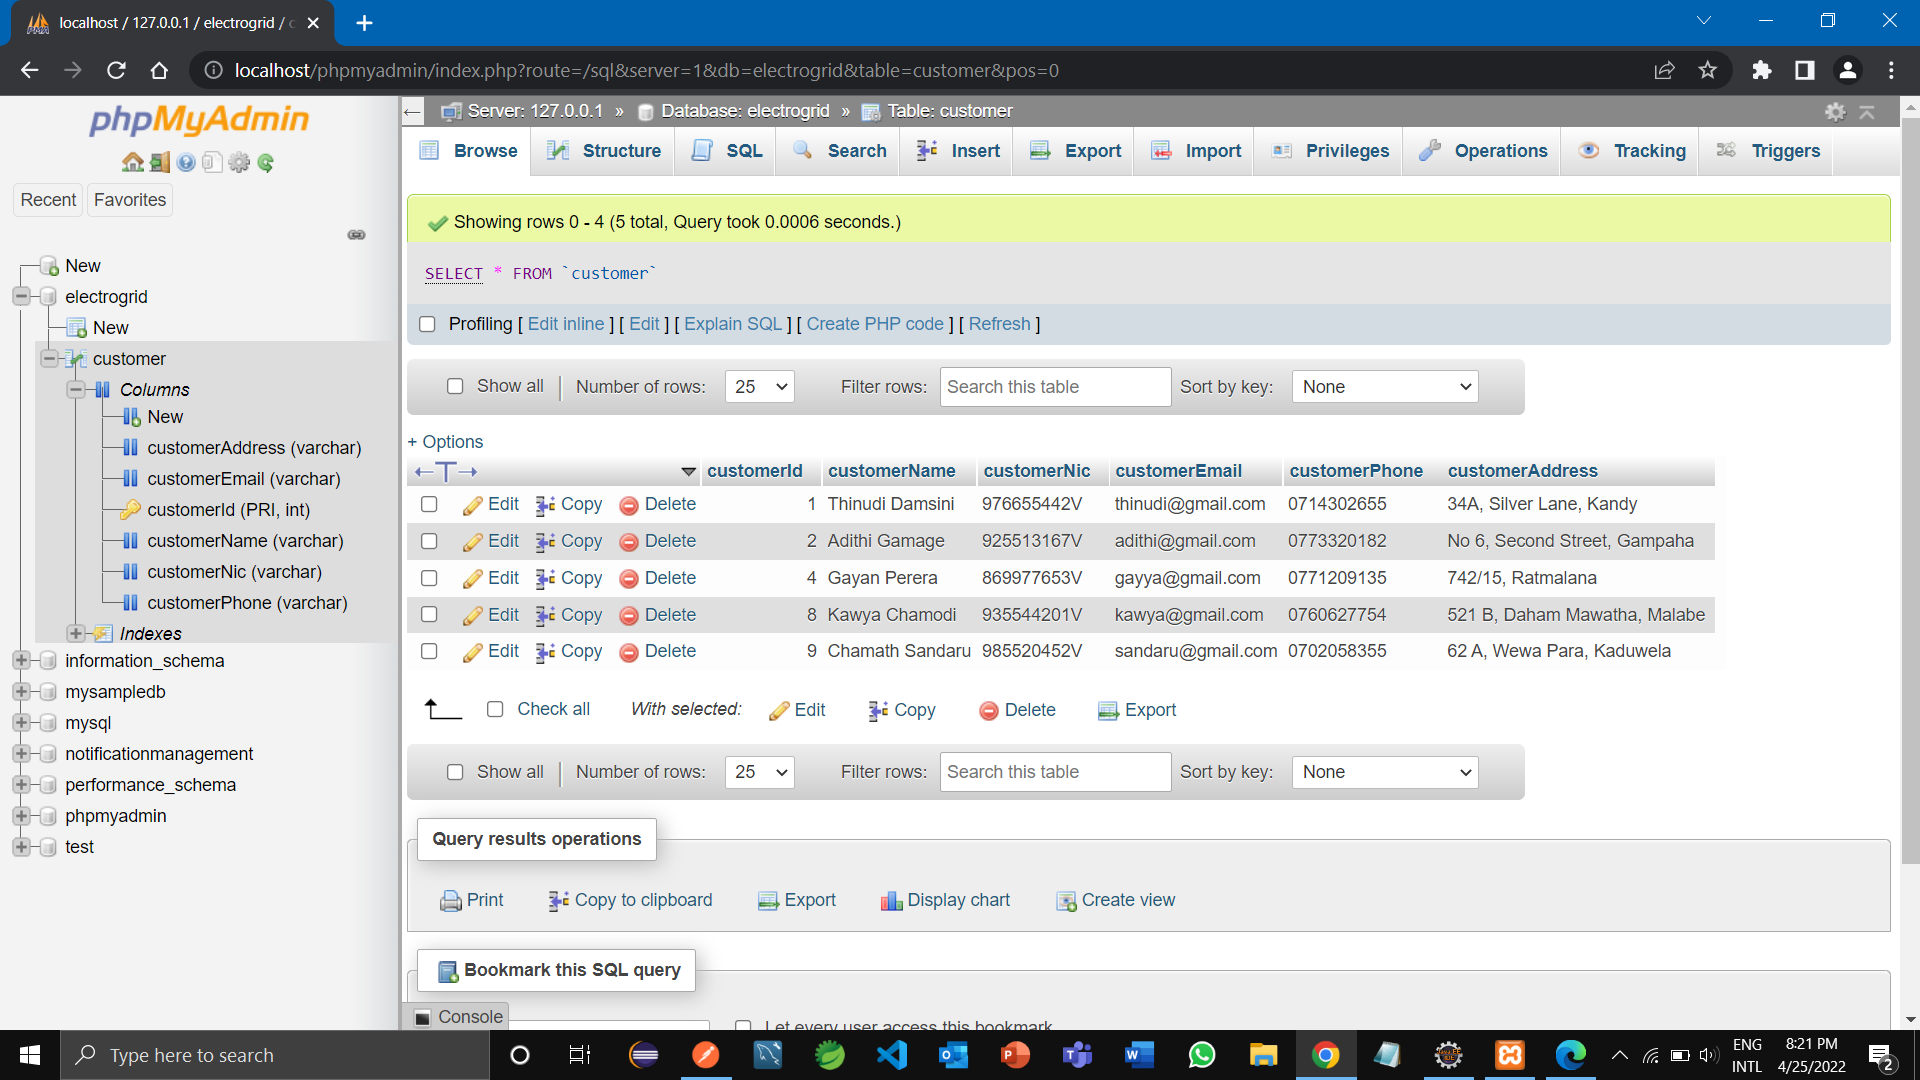 localhost / 127.0.0.1 / electrogrid / c
localhost/phpmyadmin/index.php?route=/sql&server=1&db=electrogrid&table=customer&pos=0
phpMyAdmin
Recent Favorites
New
electrogrid
New
customer
Columns
New
customerAddress (varchar)
customerEmail (varchar)
customerId (PRI, int)
customerName (varchar)
customerNic (varchar)
customerPhone (varchar)
Indexes
information_schema
mysampledb
mysql
notificationmanagement
performance_schema
phpmyadmin
test
Server: 127.0.0.1 » Database: electrogrid » Table: customer
Browse Structure SQL Search Insert Export Import Privileges Operations Tracking Triggers
Showing rows 0 - 4 (5 total, Query took 0.0006 seconds.)
SELECT * FROM `customer`
Profiling [ Edit inline ] [ Edit ] [ Explain SQL ] [ Create PHP code ] [ Refresh ]
Show all Number of rows: 25 Filter rows: Search this table Sort by key: None
+ Options
←T→ customerId customerName customerNic customerEmail customerPhone customerAddress
Edit Copy Delete 1 Thinudi Damsini 976655442V thinudi@gmail.com 0714302655 34A, Silver Lane, Kandy
Edit Copy Delete 2 Adithi Gamage 925513167V adithi@gmail.com 0773320182 No 6, Second Street, Gampaha
Edit Copy Delete 4 Gayan Perera 869977653V gayya@gmail.com 0771209135 742/15, Ratmalana
Edit Copy Delete 8 Kawya Chamodi 935544201V kawya@gmail.com 0760627754 521 B, Daham Mawatha, Malabe
Edit Copy Delete 9 Chamath Sandaru 985520452V sandaru@gmail.com 0702058355 62 A, Wewa Para, Kaduwela
Check all With selected: Edit Copy Delete Export
Show all Number of rows: 25 Filter rows: Search this table Sort by key: None
Query results operations
Print Copy to clipboard Export Display chart Create view
Bookmark this SQL query
Console
Let every user access this bookmark
Type here to search
ENG
INTL
8:21 PM
4/25/2022
2